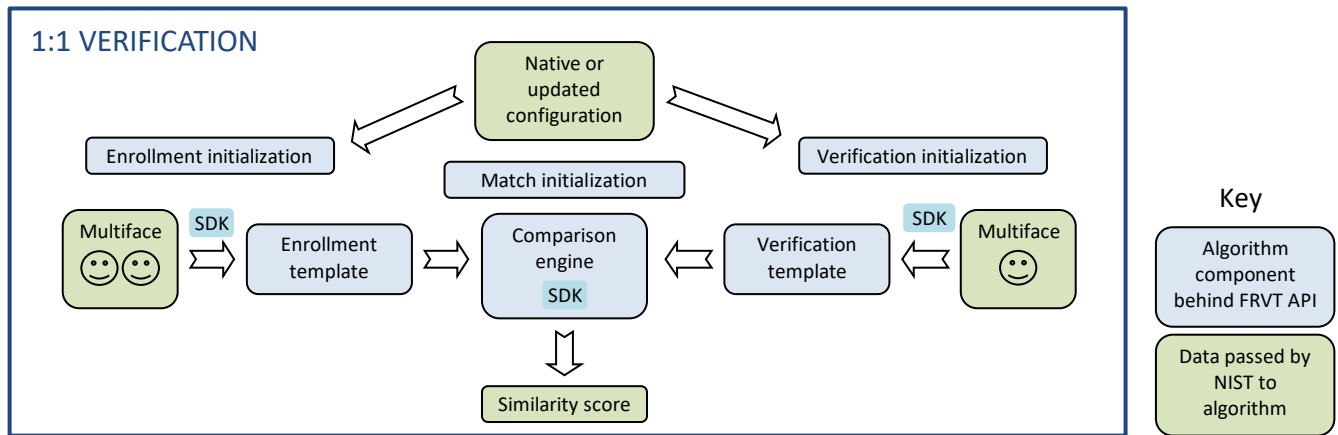 1:1 VERIFICATION
Native or
updated
configuration
Enrollment initialization
Verification initialization
Match initialization
Multiface
SDK
Enrollment
template
Comparison
engine
SDK
Verification
template
SDK
Multiface
Similarity score
Key
Algorithm
component
behind FRVT API
Data passed by
NIST to
algorithm